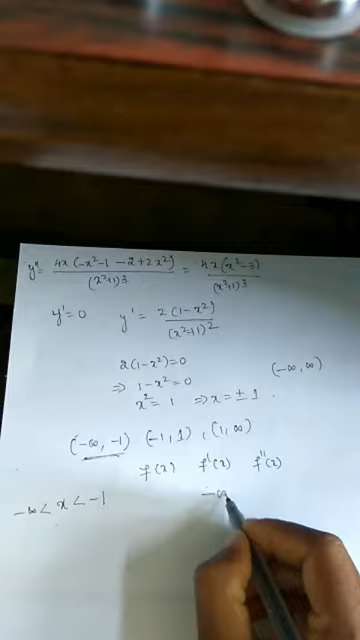 y'' = 4x(-x²-1-2+2x²)/(x²+1)3 = 4x(x²-3)/(x²+1)3
y'=0 y' = 2(1-x²)/(x²+1)2
2(1-x²)=0
⇒ 1-x²=0 (-∞,∞)
x² = 1 ⇒x = ±1.
(-∞, -1) (-1, 1), (1, ∞)
f(x) f'(x) f''(x)
-∞ < x < -1 -∞